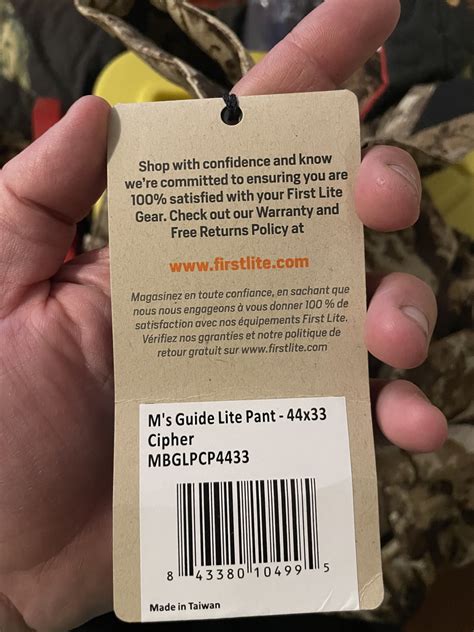 Shop with confidence and know
we're committed to ensuring you are
100% satisfied with your First Lite
Gear. Check out our Warranty and
Free Returns Policy at
www.firstlite.com
Magasinez en toute confiance, en sachant que
nous nous engageons à vous donner 100 % de
satisfaction avec nos équipements First Lite.
Vérifiez nos garanties et notre politique de
retour gratuit sur www.firstlite.com
M's Guide Lite Pant - 44x33
Cipher
MBGLPCP4433
8 43380 10499 5
Made in Taiwan